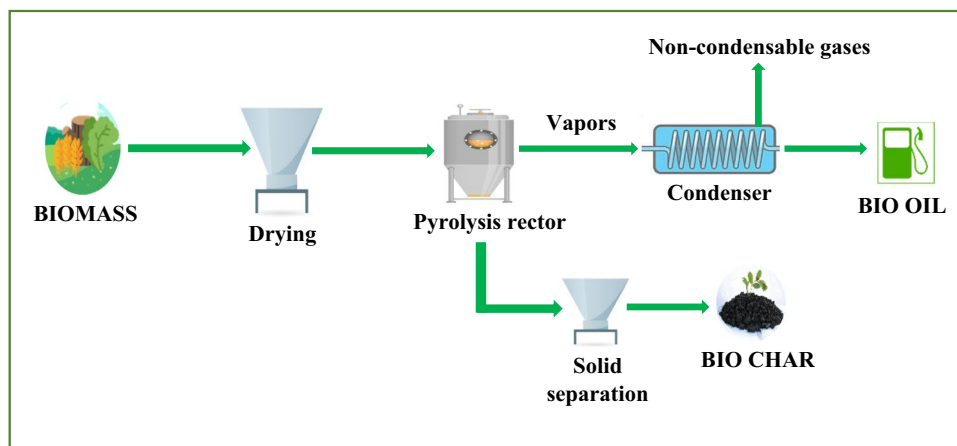 Non-condensable gases
Vapors
BIOMASS
Drying
Pyrolysis rector
Condenser
BIO OIL
Solid
separation
BIO CHAR